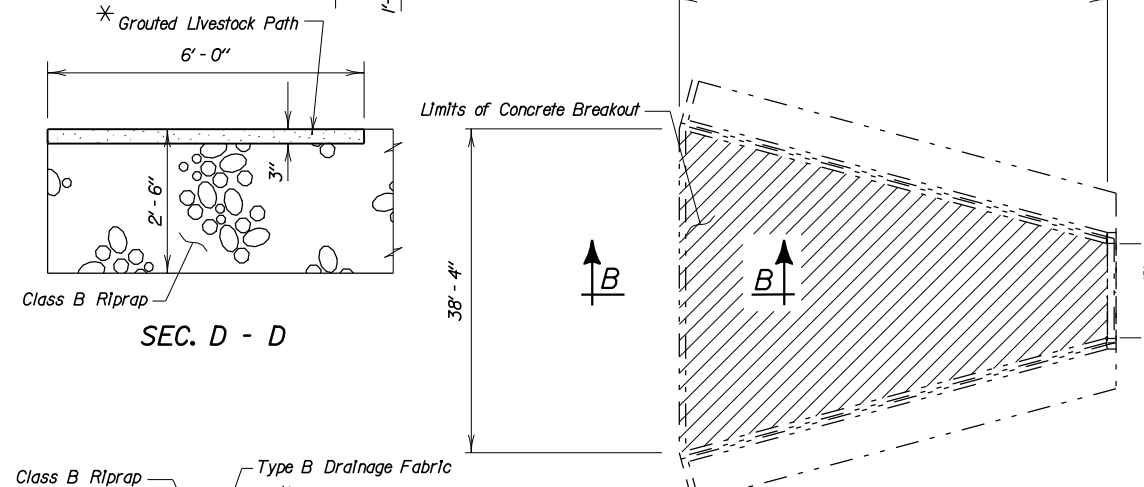 * Grouted Livestock Path
6' - 0"
Limits of Concrete Breakout
3"
2' - 6"
38' - 4"
B
B
Class B Riprap
SEC. D - D
Class B Riprap
Type B Drainage Fabric